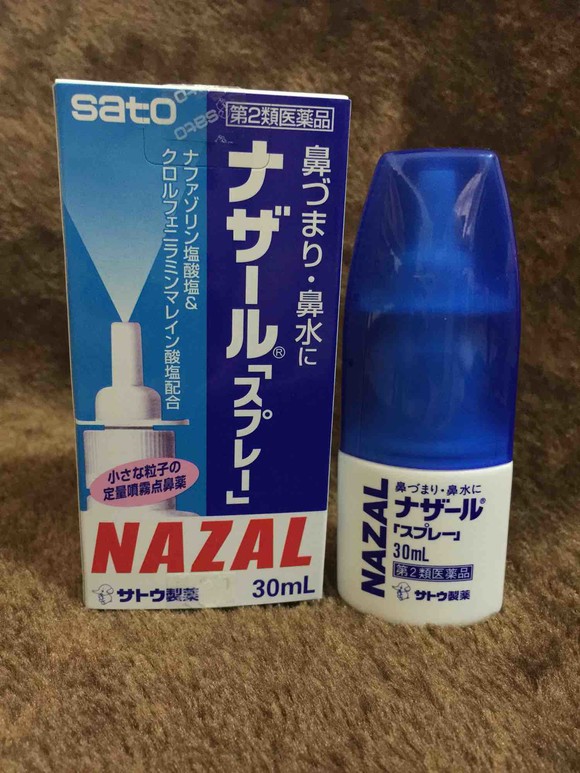 sato
第2類医薬品
鼻づまり・鼻水に
ナザール®「スプレー」
ナファゾリン塩酸塩&
クロルフェニラミンマレイン酸塩配合
小さな粒子の
定量噴霧点鼻薬
NAZAL
サトウ製薬
30mL
NAZAL
鼻づまり・鼻水に
ナザール®
「スプレー」
30mL
第2類医薬品
サトウ製薬